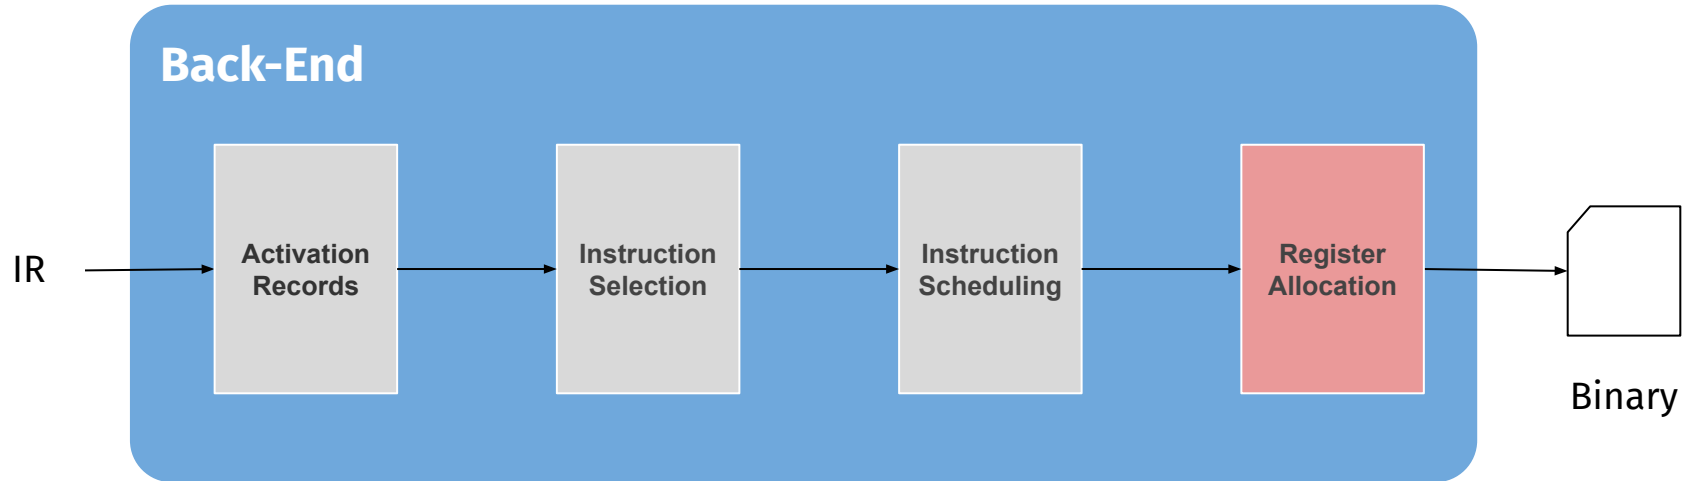 Back-End
IR
Activation
Records
Instruction
Selection
Instruction
Scheduling
Register
Allocation
Binary